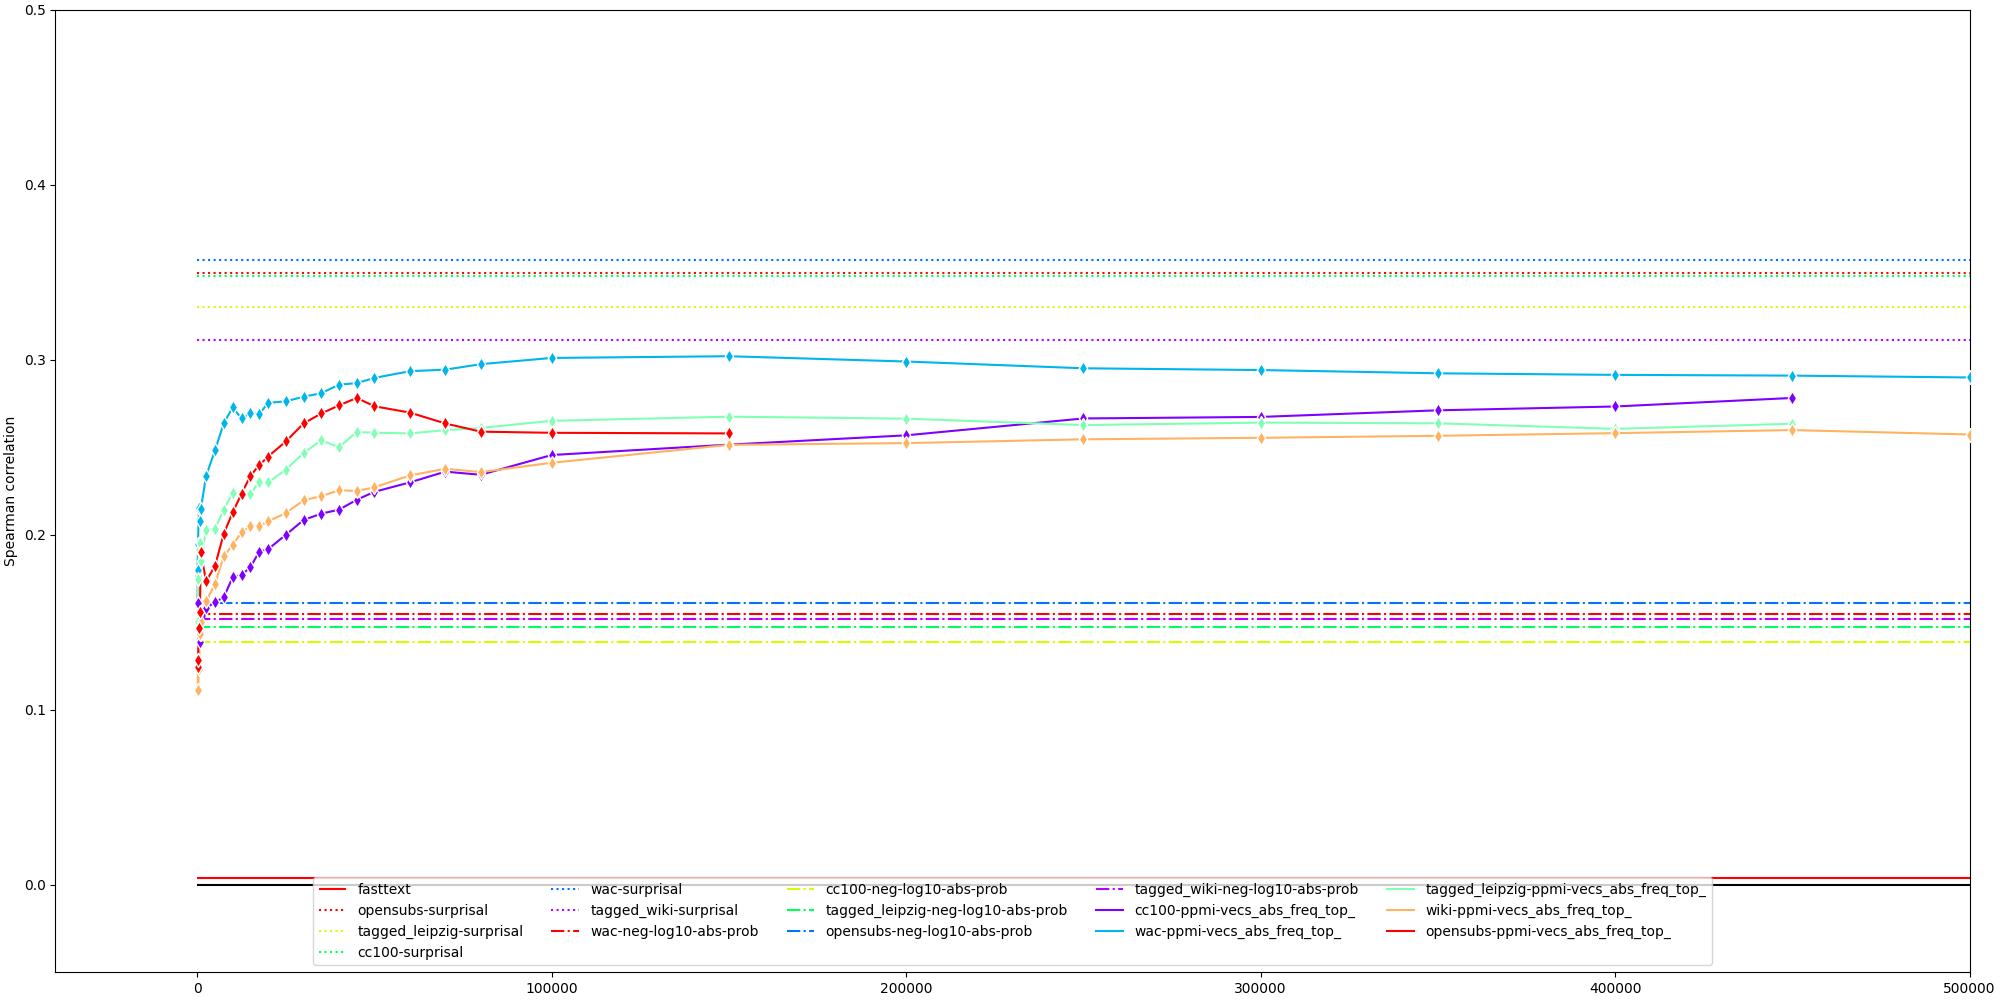 0.5
0.4
0.3
0.2
0.1
0.0
Spearman correlation
fasttext
opensubs-surprisal
tagged_leipzig-surprisal
cc100-surprisal
wac-surprisal
tagged_wiki-surprisal
wac-neg-log10-abs-prob
cc100-neg-log10-abs-prob
tagged_leipzig-neg-log10-abs-prob
opensubs-neg-log10-abs-prob
tagged_wiki-neg-log10-abs-prob
cc100-ppmi-vecs_abs_freq_top_
wac-ppmi-vecs_abs_freq_top_
tagged_leipzig-ppmi-vecs_abs_freq_top_
wiki-ppmi-vecs_abs_freq_top_
opensubs-ppmi-vecs_abs_freq_top_
0 100000 200000 300000 400000 500000